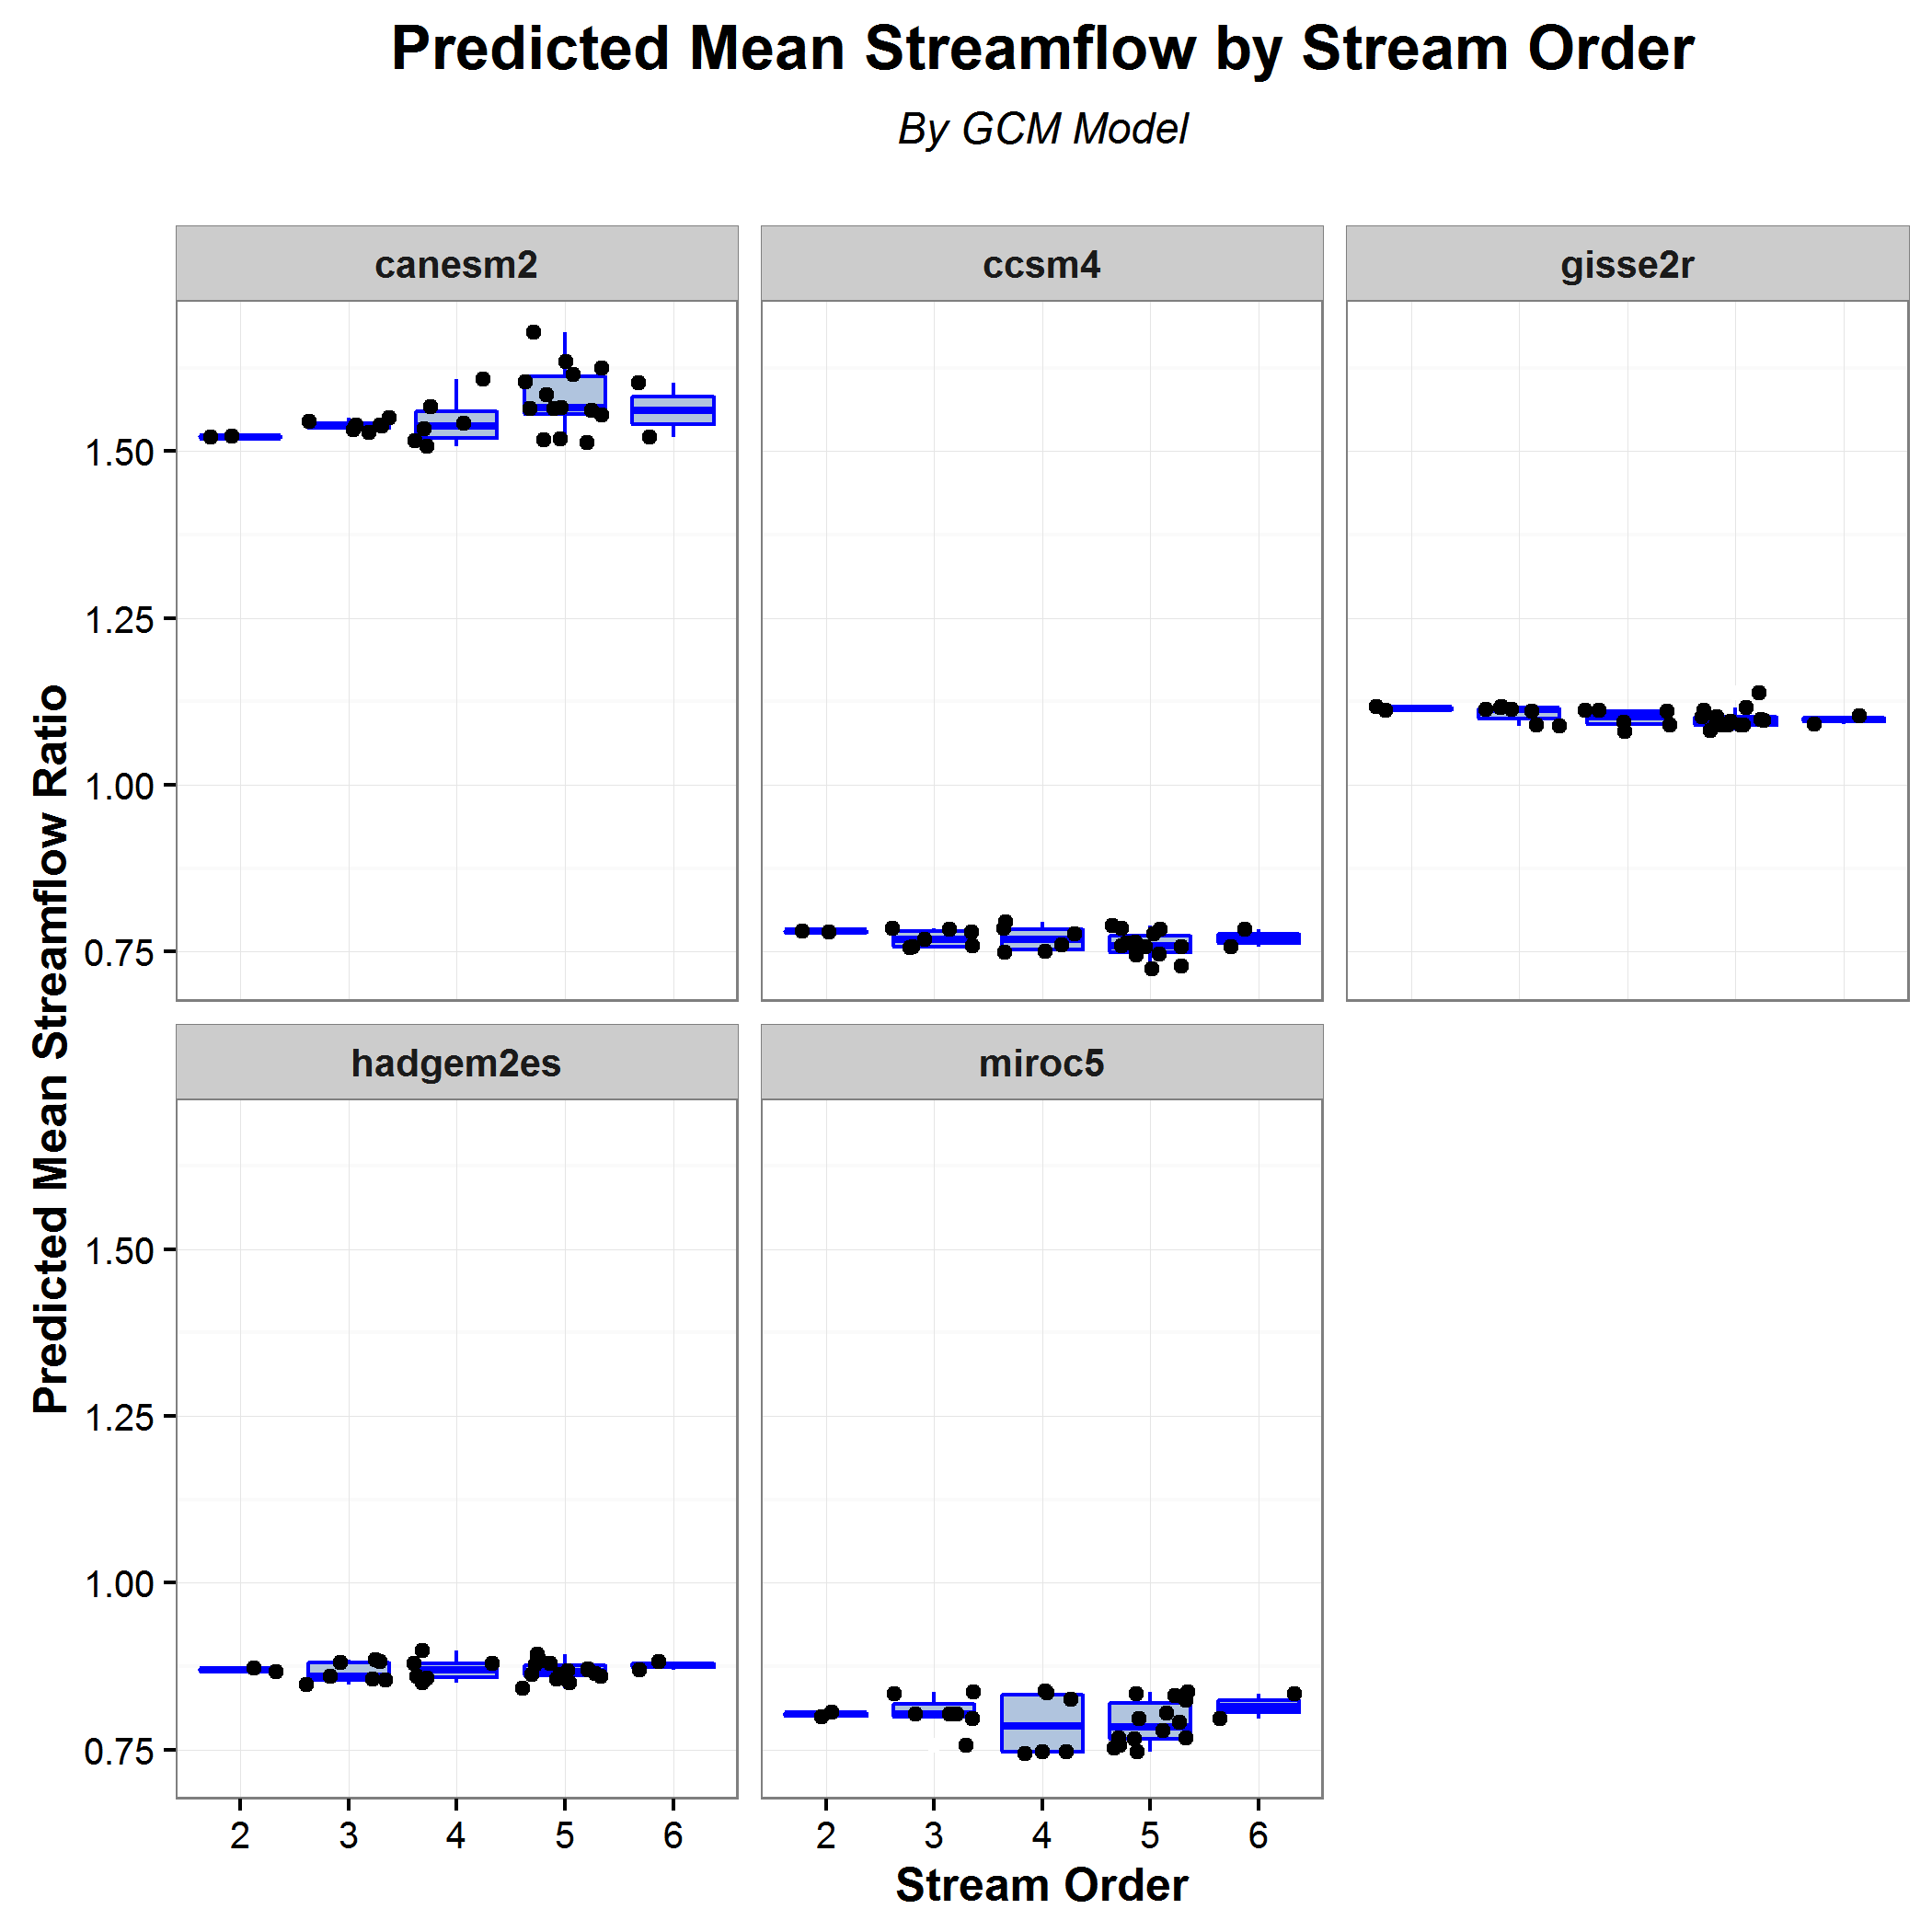 Predicted Mean Streamflow by Stream Order
By GCM Model
canesm2
ccsm4
gisse2r
1.50
1.25
1.00
0.75
hadgem2es
miroc5
1.50
1.25
1.00
0.75
2 3 4 5 6
2 3 4 5 6
Stream Order
Predicted Mean Streamflow Ratio